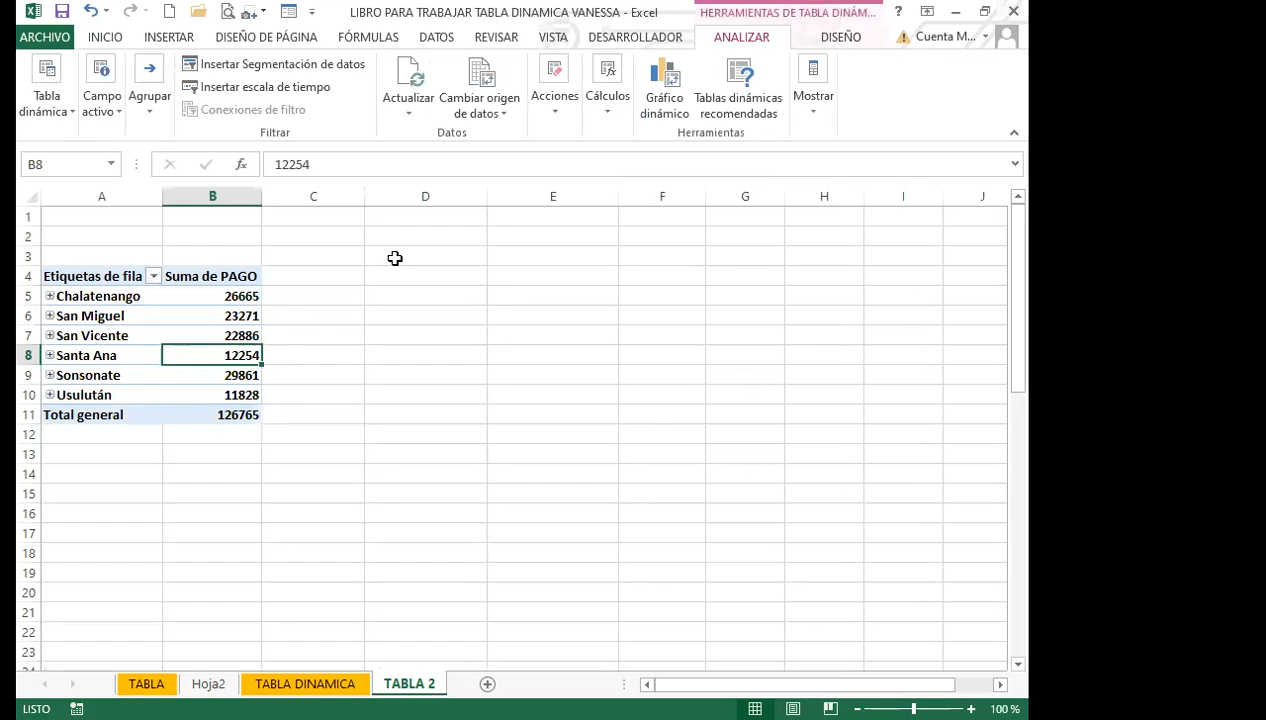 LIBRO PARA TRABAJAR TABLA DINAMICA VANESSA - Excel
HERRAMIENTAS DE TABLA DINÁM...
?
ARCHIVO INICIO INSERTAR DISEÑO DE PÁGINA FÓRMULAS DATOS REVISAR VISTA DESARROLLADOR ANALIZAR DISEÑO Cuenta M...
Tabla dinámica
Campo activo
Agrupar
Insertar Segmentación de datos
Insertar escala de tiempo
Conexiones de filtro
Filtrar
Actualizar
Cambiar origen de datos
Datos
Acciones
Cálculos
Gráfico dinámico
Tablas dinámicas recomendadas
Herramientas
Mostrar
B8 fx 12254
A B C D E F G H I J
1
2
3
4 Etiquetas de fila Suma de PAGO
5 Chalatenango 26665
6 San Miguel 23271
7 San Vicente 22886
8 Santa Ana 12254
9 Sonsonate 29861
10 Usulután 11828
11 Total general 126765
12
13
14
15
16
17
18
19
20
21
22
23
TABLA Hoja2 TABLA DINAMICA TABLA 2
LISTO 100 %